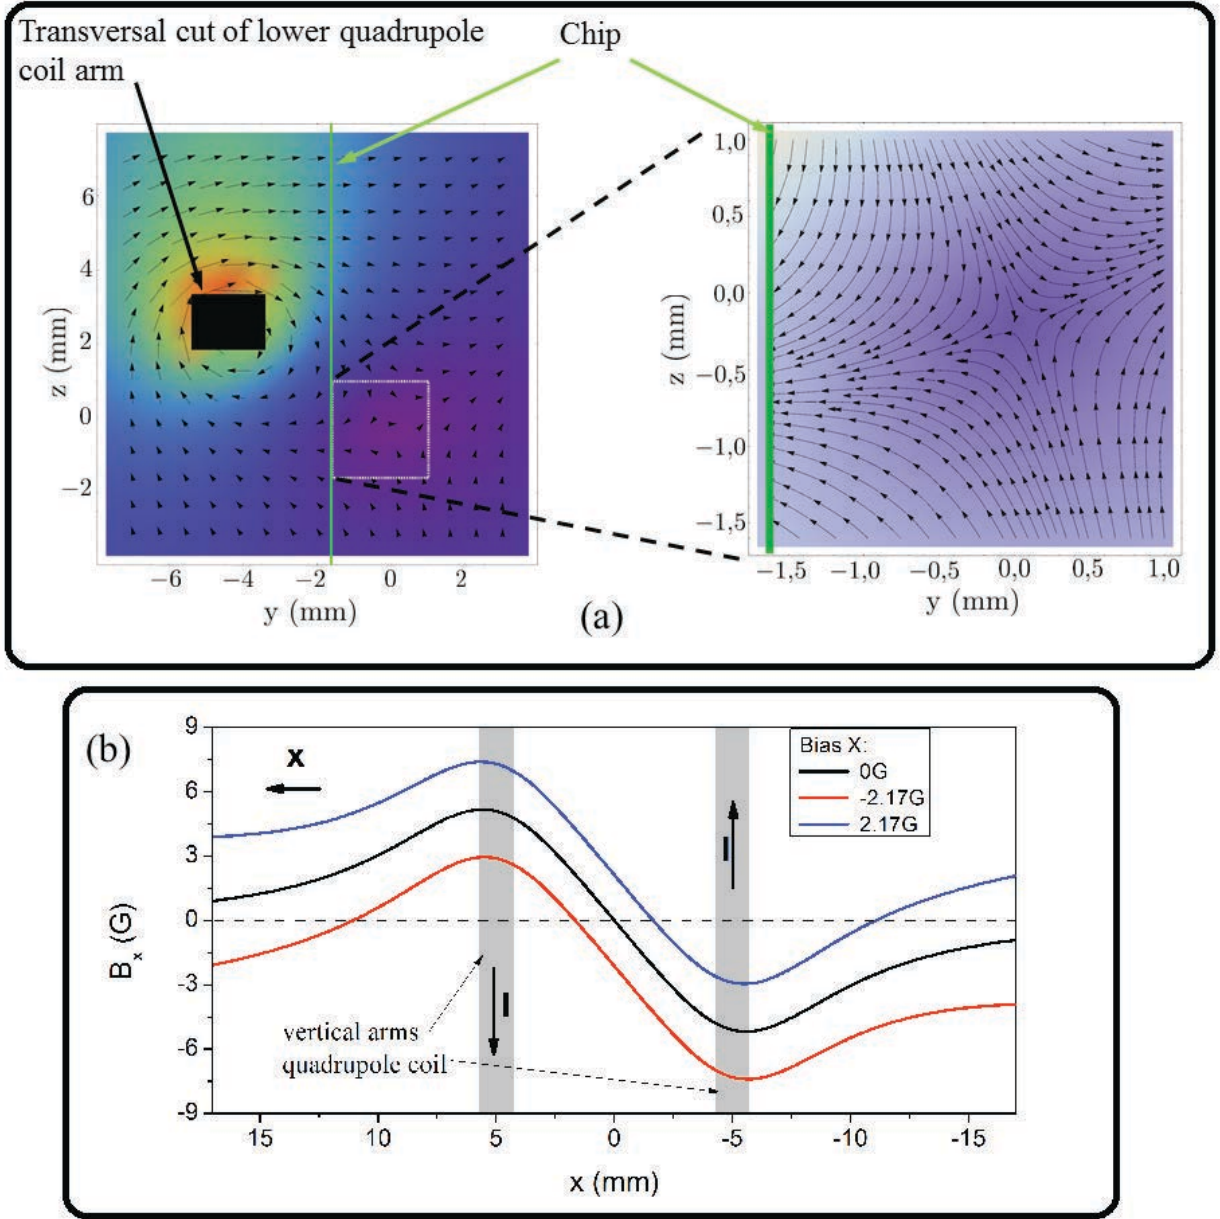 Transversal cut of lower quadrupole
coil arm
Chip
6
4
2
0
−2
z (mm)
−6
−4
−2
0
2
y (mm)
1,0
0,5
0,0
−0,5
−1,0
−1,5
z (mm)
−1,5
−1,0
−0,5
0,0
0,5
1,0
y (mm)
(a)
(b)
9
6
3
0
-3
-6
-9
Bₓ (G)
X
Bias X:
0G
-2.17G
2.17G
I
I
vertical arms
quadrupole coil
15
10
5
0
-5
-10
-15
x (mm)